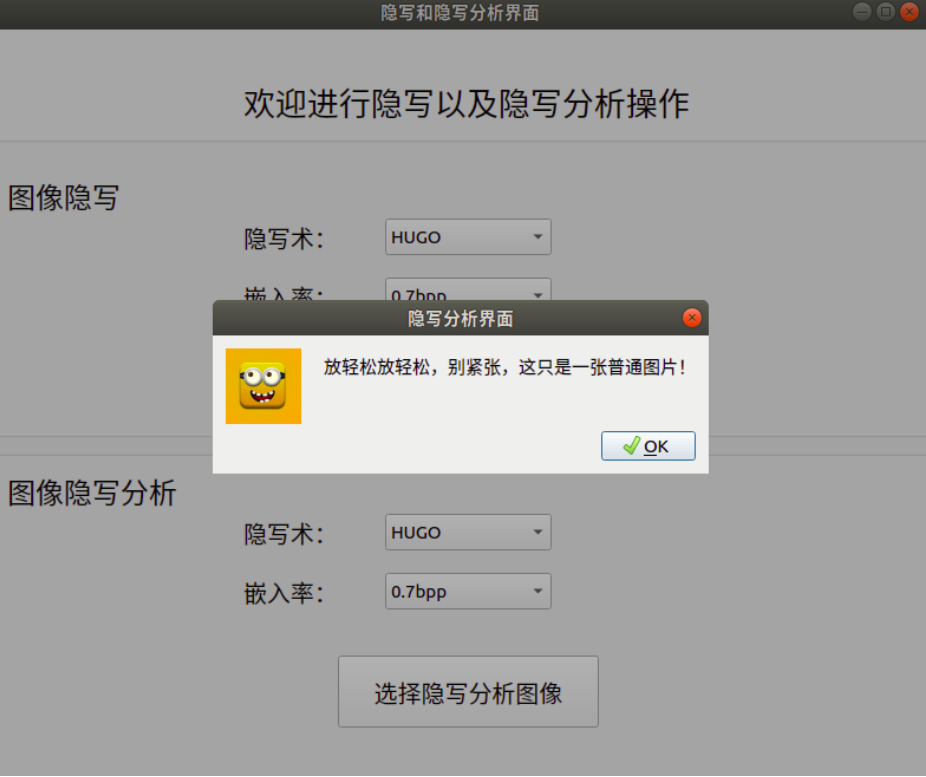 隐写和隐写分析界面
欢迎进行隐写以及隐写分析操作
图像隐写
隐写术： HUGO
嵌入率： 0.7bpp
隐写分析界面
放轻松放轻松，别紧张，这只是一张普通图片！
OK
图像隐写分析
隐写术： HUGO
嵌入率： 0.7bpp
选择隐写分析图像